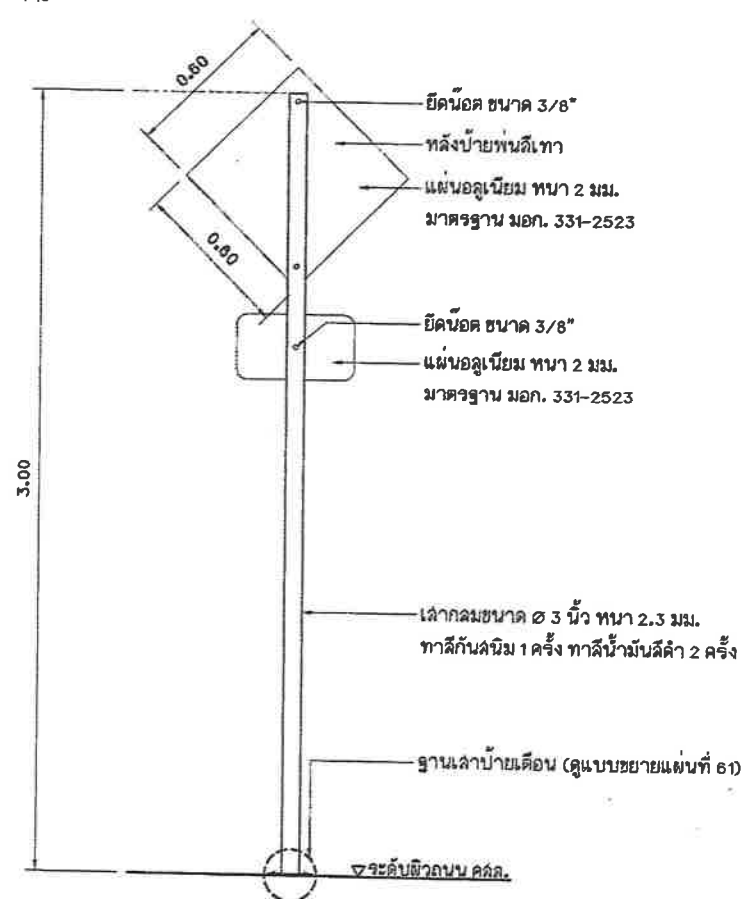 0.60
ยึดน๊อต ขนาด 3/8"
หลังป้ายพ่นสีเทา
แผ่นอลูเนียม หนา 2 มม.
มาตรฐาน มอก. 331-2523
0.60
ยึดน๊อต ขนาด 3/8"
แผ่นอลูเนียม หนา 2 มม.
มาตรฐาน มอก. 331-2523
3.00
เสากลมขนาด Ø 3 นิ้ว หนา 2.3 มม.
ทาสีกันสนิม 1 ครั้ง ทาสีน้ำมันสีดำ 2 ครั้ง
ฐานเสาป้ายเตือน (ดูแบบขยายแผ่นที่ 61)
ระดับผิวถนน คสล.